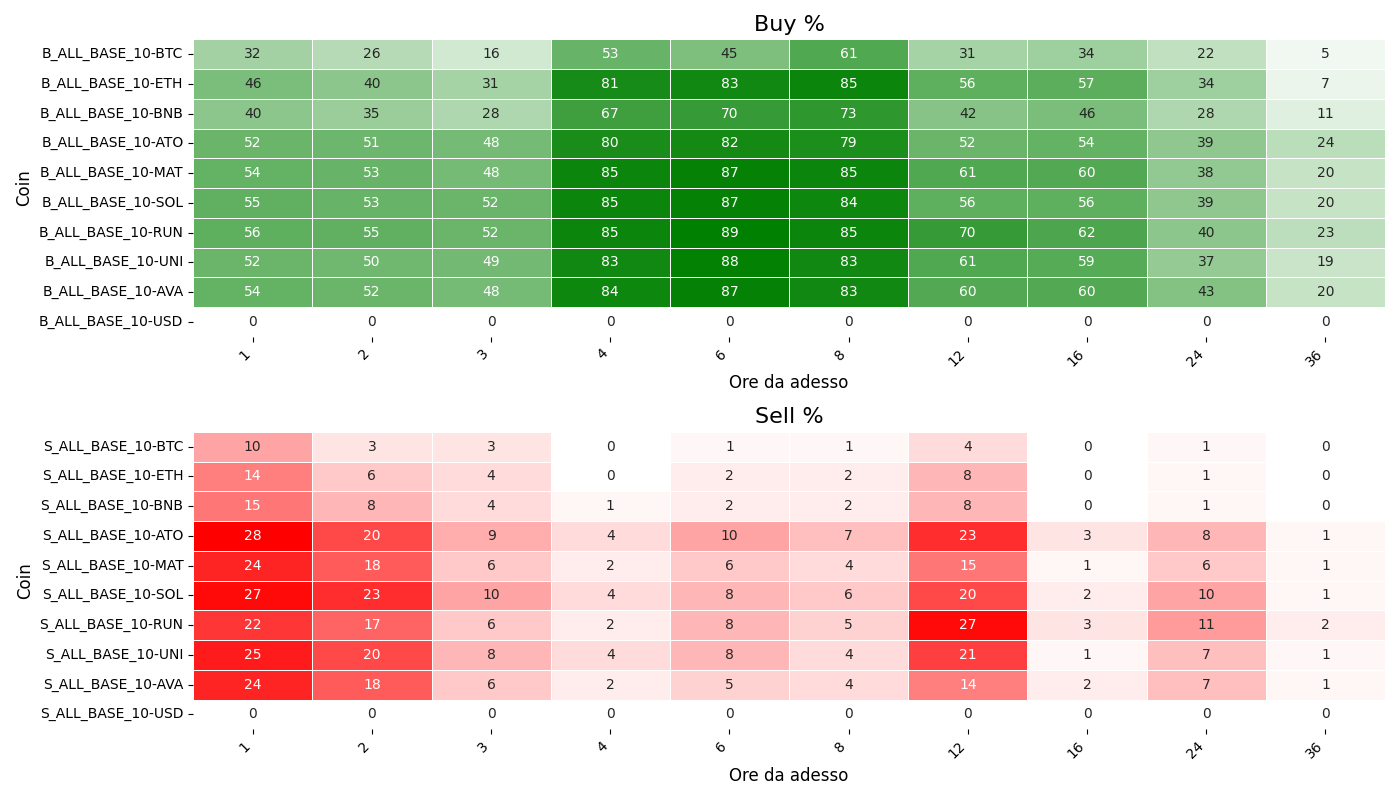 Buy %
Coin
B_ALL_BASE_10-BTC 32 26 16 53 45 61 31 34 22 5
B_ALL_BASE_10-ETH 46 40 31 81 83 85 56 57 34 7
B_ALL_BASE_10-BNB 40 35 28 67 70 73 42 46 28 11
B_ALL_BASE_10-ATO 52 51 48 80 82 79 52 54 39 24
B_ALL_BASE_10-MAT 54 53 48 85 87 85 61 60 38 20
B_ALL_BASE_10-SOL 55 53 52 85 87 84 56 56 39 20
B_ALL_BASE_10-RUN 56 55 52 85 89 85 70 62 40 23
B_ALL_BASE_10-UNI 52 50 49 83 88 83 61 59 37 19
B_ALL_BASE_10-AVA 54 52 48 84 87 83 60 60 43 20
B_ALL_BASE_10-USD 0 0 0 0 0 0 0 0 0 0
1 2 3 4 6 8 12 16 24 36
Ore da adesso
Sell %
Coin
S_ALL_BASE_10-BTC 10 3 3 0 1 1 4 0 1 0
S_ALL_BASE_10-ETH 14 6 4 0 2 2 8 0 1 0
S_ALL_BASE_10-BNB 15 8 4 1 2 2 8 0 1 0
S_ALL_BASE_10-ATO 28 20 9 4 10 7 23 3 8 1
S_ALL_BASE_10-MAT 24 18 6 2 6 4 15 1 6 1
S_ALL_BASE_10-SOL 27 23 10 4 8 6 20 2 10 1
S_ALL_BASE_10-RUN 22 17 6 2 8 5 27 3 11 2
S_ALL_BASE_10-UNI 25 20 8 4 8 4 21 1 7 1
S_ALL_BASE_10-AVA 24 18 6 2 5 4 14 2 7 1
S_ALL_BASE_10-USD 0 0 0 0 0 0 0 0 0 0
1 2 3 4 6 8 12 16 24 36
Ore da adesso